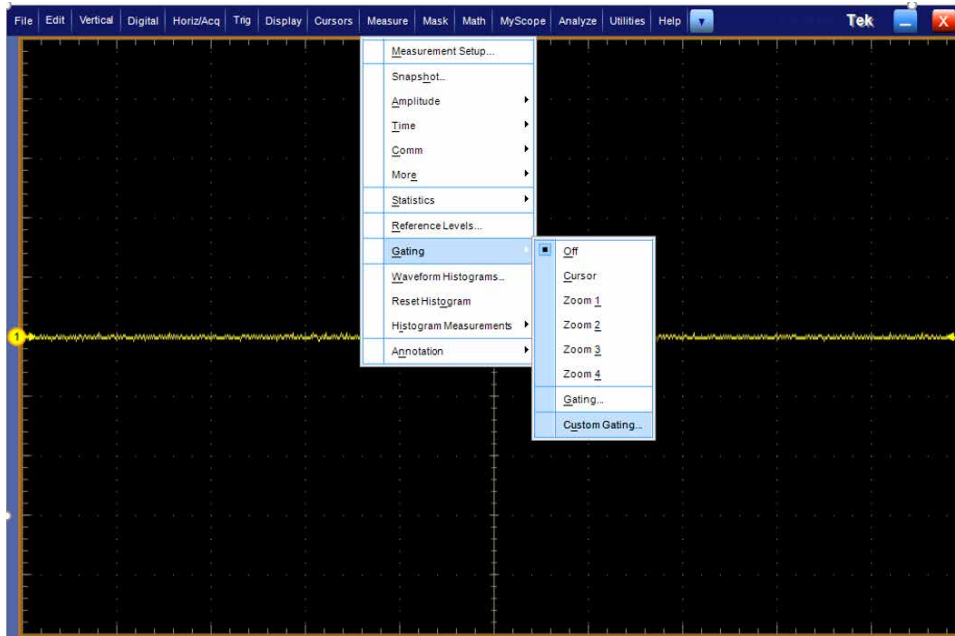 File Edit Vertical Digital Horiz/Acq Trig Display Cursors Measure Mask Math MyScope Analyze Utilities Help Tek X
Measurement Setup...
Snapshot...
Amplitude
Time
Comm
More
Statistics
Reference Levels...
Gating
Waveform Histograms...
Reset Histogram
Histogram Measurements
Annotation
Off
Cursor
Zoom 1
Zoom 2
Zoom 3
Zoom 4
Gating...
Custom Gating...
1